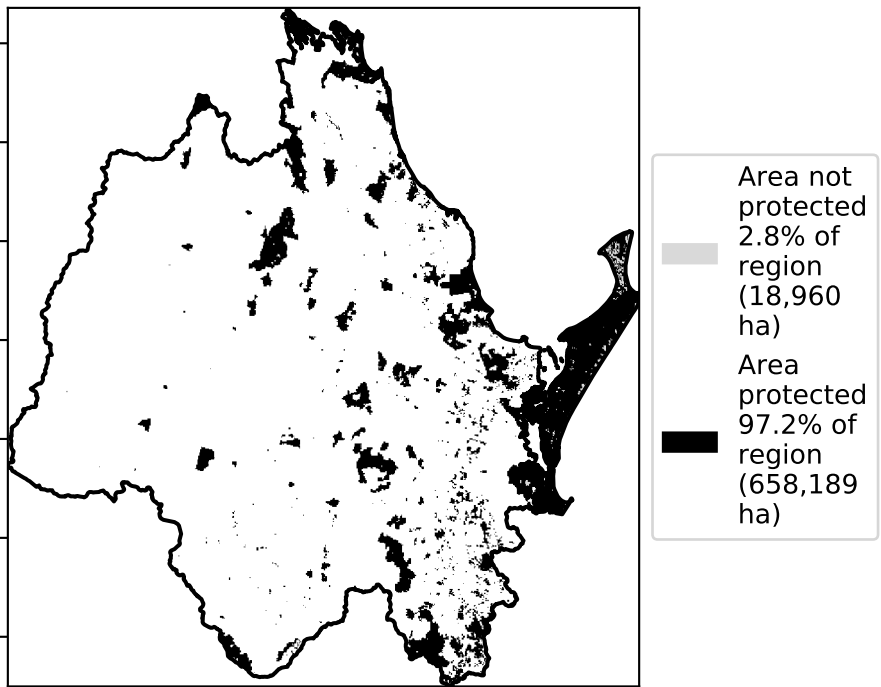 Area not
protected
2.8% of
region
(18,960
ha)
Area
protected
97.2% of
region
(658,189
ha)